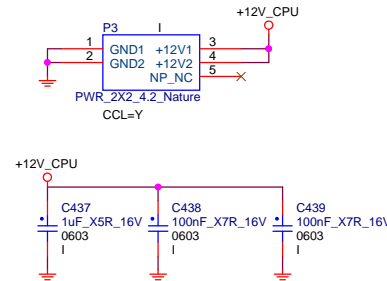 +12V_CPU
P3 I
1 GND1 +12V1 3
2 GND2 +12V2 4
NP_NC 5
PWR_2X2_4.2_Nature
CCL=Y
+12V_CPU
C437 C438 C439
1uF_X5R_16V 100nF_X7R_16V 100nF_X7R_16V
0603 0603 0603
I I I